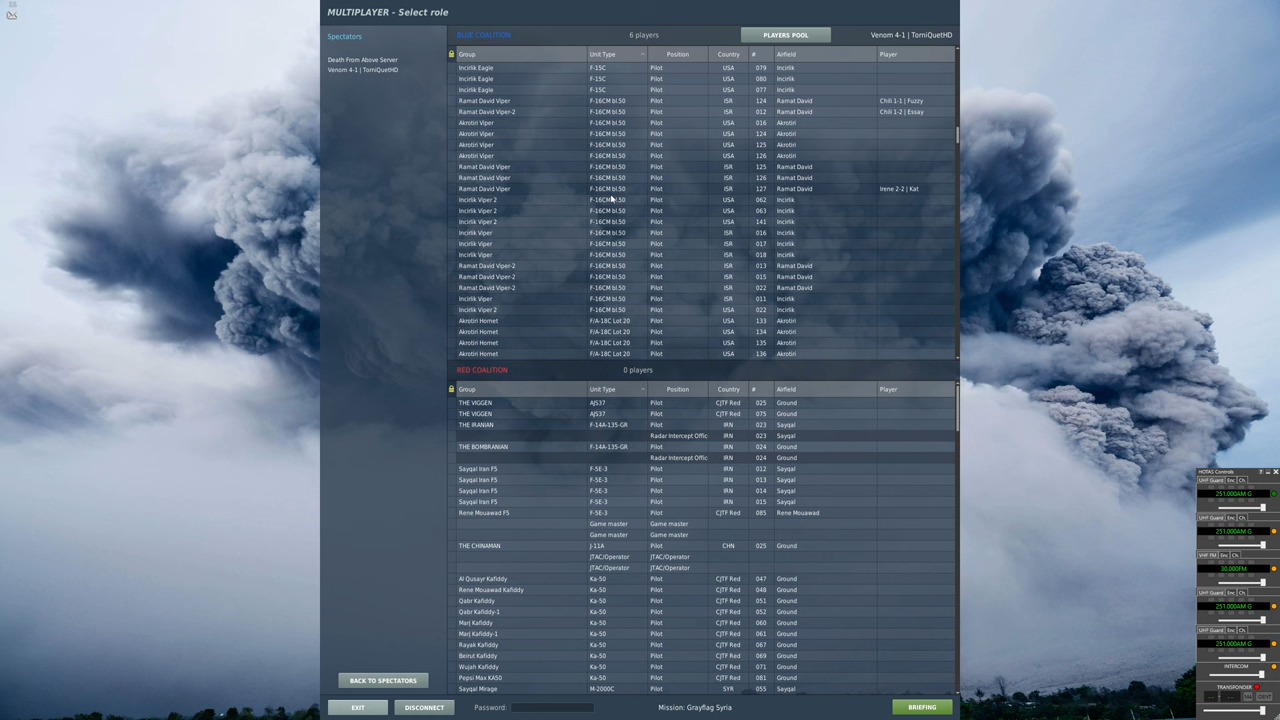 MULTIPLAYER - Select role
Spectators
Death From Above Server
Venom 4-1 | TorniQuetHD
BLUE COALITION 6 players PLAYERS POOL Venom 4-1 | TorniQuetHD
Group Unit Type Position Country # Airfield Player
Incirlik Eagle F-15C Pilot USA 079 Incirlik
Incirlik Eagle F-15C Pilot USA 080 Incirlik
Incirlik Eagle F-15C Pilot USA 077 Incirlik
Ramat David Viper F-16CM bl.50 Pilot ISR 124 Ramat David Chili 1-1 | Fuzzy
Ramat David Viper-2 F-16CM bl.50 Pilot ISR 012 Ramat David Chili 1-2 | Essay
Akrotiri Viper F-16CM bl.50 Pilot USA 016 Akrotiri
Akrotiri Viper F-16CM bl.50 Pilot USA 124 Akrotiri
Akrotiri Viper F-16CM bl.50 Pilot USA 125 Akrotiri
Akrotiri Viper F-16CM bl.50 Pilot USA 126 Akrotiri
Ramat David Viper F-16CM bl.50 Pilot ISR 125 Ramat David
Ramat David Viper F-16CM bl.50 Pilot ISR 126 Ramat David
Ramat David Viper F-16CM bl.50 Pilot ISR 127 Ramat David Irene 2-2 | Kat
Incirlik Viper 2 F-16CM bl.50 Pilot USA 062 Incirlik
Incirlik Viper 2 F-16CM bl.50 Pilot USA 063 Incirlik
Incirlik Viper 2 F-16CM bl.50 Pilot USA 141 Incirlik
Incirlik Viper F-16CM bl.50 Pilot ISR 016 Incirlik
Incirlik Viper F-16CM bl.50 Pilot ISR 017 Incirlik
Incirlik Viper F-16CM bl.50 Pilot ISR 018 Incirlik
Ramat David Viper-2 F-16CM bl.50 Pilot ISR 013 Ramat David
Ramat David Viper-2 F-16CM bl.50 Pilot ISR 015 Ramat David
Ramat David Viper-2 F-16CM bl.50 Pilot ISR 022 Ramat David
Incirlik Viper F-16CM bl.50 Pilot ISR 011 Incirlik
Incirlik Viper 2 F-16CM bl.50 Pilot USA 022 Incirlik
Akrotiri Hornet F/A-18C Lot 20 Pilot USA 133 Akrotiri
Akrotiri Hornet F/A-18C Lot 20 Pilot USA 134 Akrotiri
Akrotiri Hornet F/A-18C Lot 20 Pilot USA 135 Akrotiri
Akrotiri Hornet F/A-18C Lot 20 Pilot USA 136 Akrotiri
RED COALITION 0 players
Group Unit Type Position Country # Airfield Player
THE VIGGEN AJS37 Pilot CJTF Red 025 Ground
THE VIGGEN AJS37 Pilot CJTF Red 075 Ground
THE IRANIAN F-14A-135-GR Pilot IRN 023 Sayqal
Radar Intercept Offic IRN 023 Sayqal
THE BOMBRANIAN F-14A-135-GR Pilot IRN 024 Ground
Radar Intercept Offic IRN 024 Ground
Sayqal Iran F5 F-5E-3 Pilot IRN 012 Sayqal
Sayqal Iran F5 F-5E-3 Pilot IRN 013 Sayqal
Sayqal Iran F5 F-5E-3 Pilot IRN 014 Sayqal
Sayqal Iran F5 F-5E-3 Pilot IRN 015 Sayqal
Rene Mouawad F5 F-5E-3 Pilot CJTF Red 085 Rene Mouawad
Game master Game master
Game master Game master
THE CHINAMAN J-11A Pilot CHN 025 Ground
JTAC/Operator JTAC/Operator
JTAC/Operator JTAC/Operator
Al Qusayr Kafiddy Ka-50 Pilot CJTF Red 047 Ground
Rene Mouawad Kafiddy Ka-50 Pilot CJTF Red 048 Ground
Qabr Kafiddy Ka-50 Pilot CJTF Red 051 Ground
Qabr Kafiddy-1 Ka-50 Pilot CJTF Red 052 Ground
Marj Kafiddy Ka-50 Pilot CJTF Red 060 Ground
Marj Kafiddy-1 Ka-50 Pilot CJTF Red 061 Ground
Rayak Kafiddy Ka-50 Pilot CJTF Red 067 Ground
Beirut Kafiddy Ka-50 Pilot CJTF Red 069 Ground
Wujah Kafiddy Ka-50 Pilot CJTF Red 071 Ground
Pepsi Max KA50 Ka-50 Pilot CJTF Red 081 Ground
Sayqal Mirage M-2000C Pilot SYR 055 Sayqal
BACK TO SPECTATORS
EXIT DISCONNECT Password: Mission: Grayflag Syria BRIEFING
HOTAS Controls ?
UHF Guard Enc Ch
251.000AM G
UHF Guard Enc Ch
251.000AM G
VHF FM Enc Ch
30.000FM
UHF Guard Enc Ch
251.000AM G
UHF Guard Enc Ch
251.000AM G
INTERCOM
TRANSPONDER